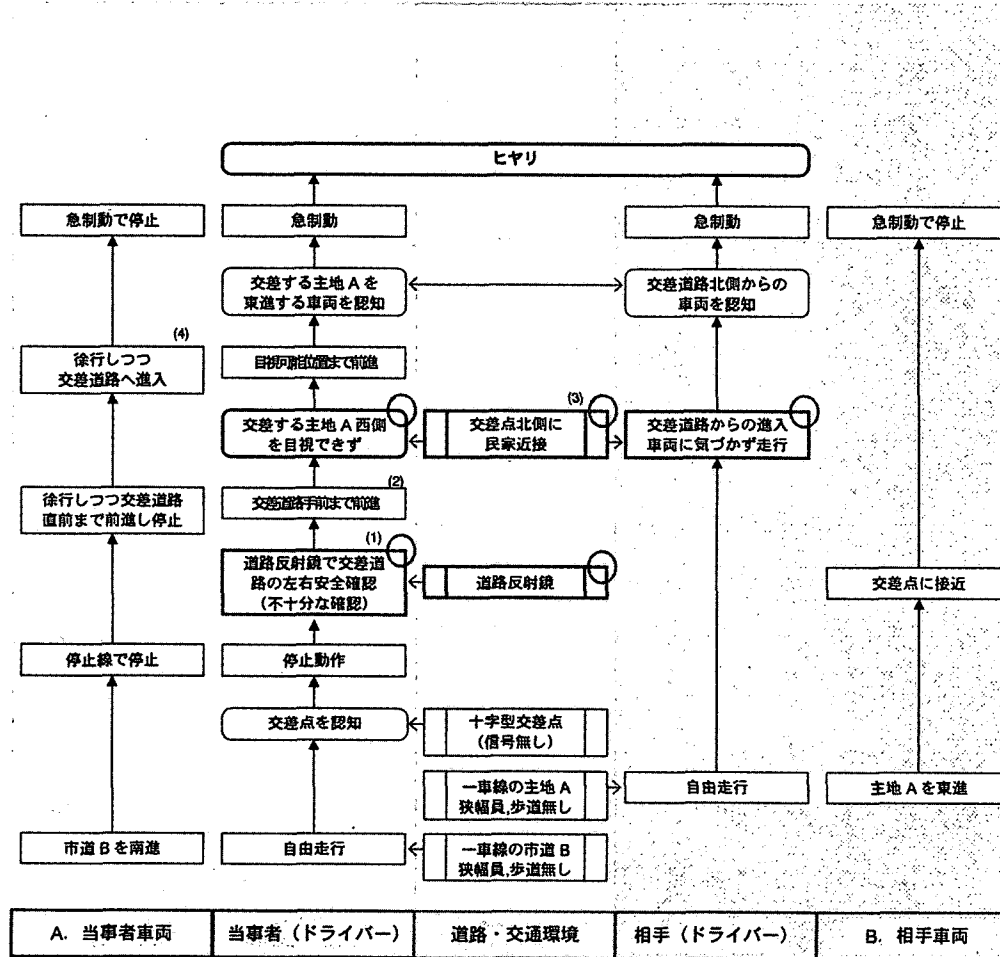 ヒヤリ
急制動で停止
急制動
急制動
急制動で停止
交差する主地Aを
東進する車両を認知
交差道路北側からの
車両を認知
(4)
徐行しつつ
交差道路へ進入
目視可能位置まで前進
(3)
交差する主地A西側
を目視できず
交差点北側に
民家近接
交差道路からの進入
車両に気づかず走行
(2)
徐行しつつ交差道路
直前まで前進し停止
交差道路手前まで前進
(1)
道路反射鏡で交差道
路の左右安全確認
(不十分な確認)
道路反射鏡
交差点に接近
停止線で停止
停止動作
交差点を認知
十字型交差点
(信号無し)
一車線の主地A
狭幅員,歩道無し
自由走行
主地Aを東進
市道Bを南進
自由走行
一車線の市道B
狭幅員,歩道無し
A. 当事者車両
当事者(ドライバー)
道路・交通環境
相手(ドライバー)
B. 相手車両